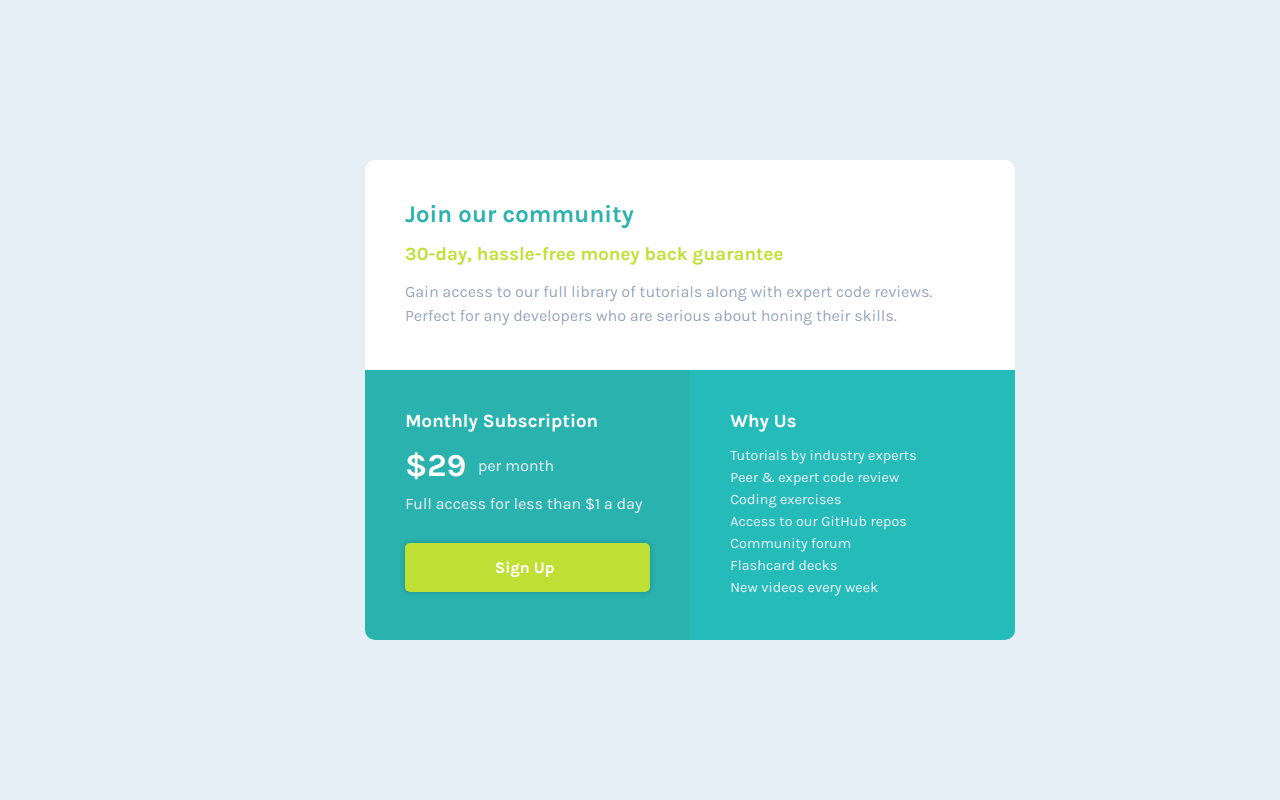 Join our community
30-day, hassle-free money back guarantee
Gain access to our full library of tutorials along with expert code reviews.
Perfect for any developers who are serious about honing their skills.
Monthly Subscription
$29 per month
Full access for less than $1 a day
Sign Up
Why Us
Tutorials by industry experts
Peer & expert code review
Coding exercises
Access to our GitHub repos
Community forum
Flashcard decks
New videos every week